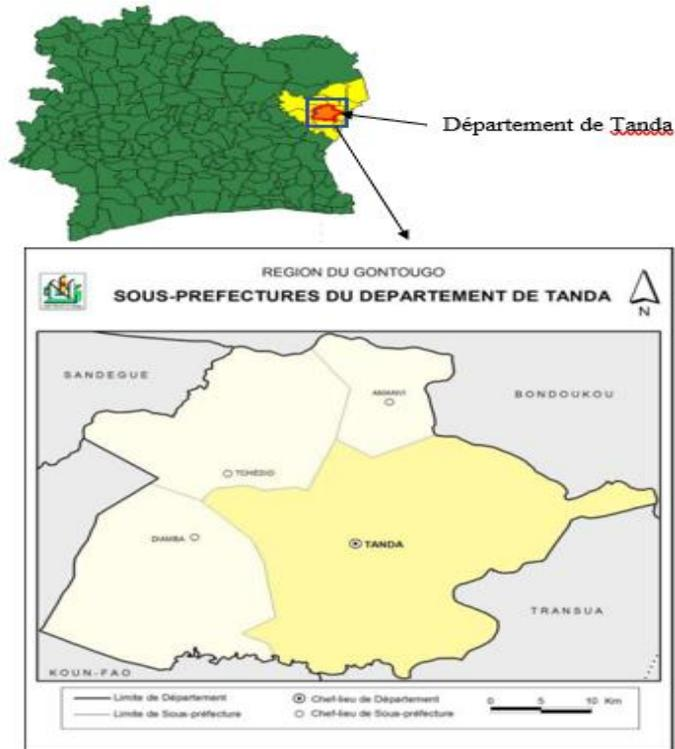 Département de Tanda
REGION DU GONTOUGO
SOUS-PREFECTURES DU DEPARTEMENT DE TANDA
N
SANDEGUE
BONDOUKOU
TCHÉDIO
DIAMBA
TANDA
TRANSUA
KOUN-FAO
Limite de Département
Chef-lieu de Département
0 5 10 Km
Limite de Sous-préfecture
Chef-lieu de Sous-préfecture